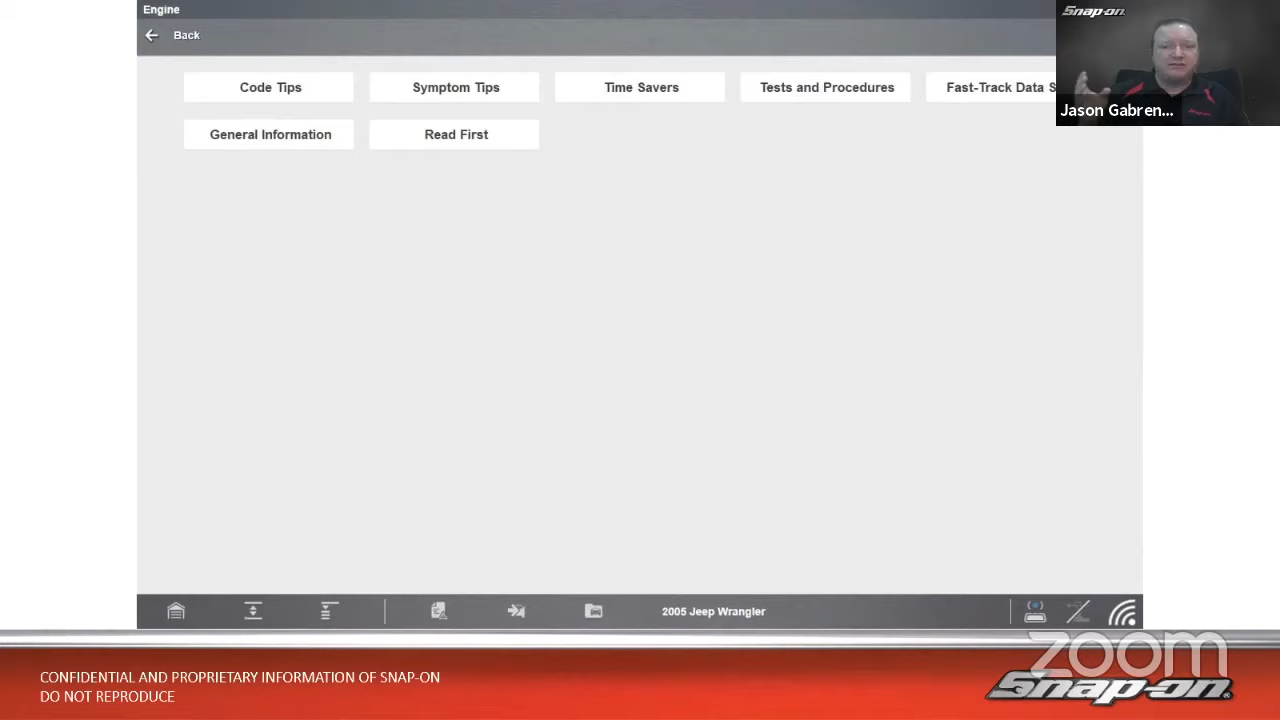 Engine
Back
Snap-on
Code Tips
Symptom Tips
Time Savers
Tests and Procedures
Fast-Track Data S
Jason Gabren...
General Information
Read First
2005 Jeep Wrangler
zoom
CONFIDENTIAL AND PROPRIETARY INFORMATION OF SNAP-ON
DO NOT REPRODUCE
Snap-on